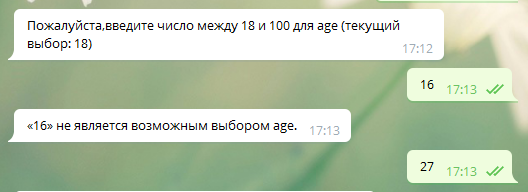 Пожалуйста,введите число между 18 и 100 для age (текущий
выбор: 18)
17:12
16 17:13
«16» не является возможным выбором age. 17:13
27 17:13